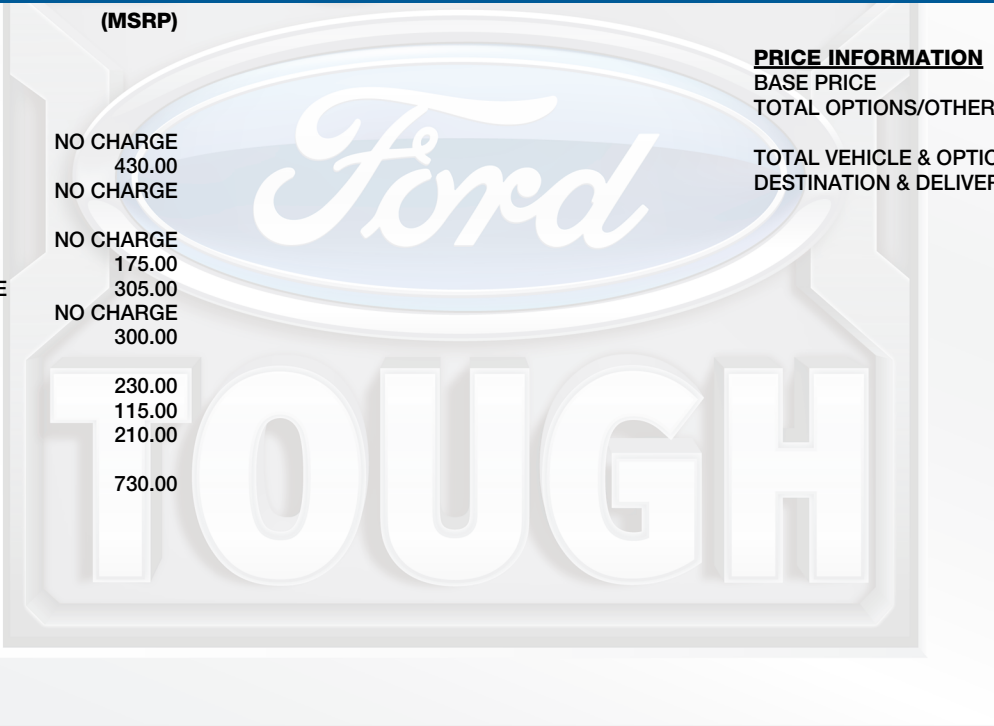 (MSRP)
NO CHARGE
430.00
NO CHARGE
NO CHARGE
175.00
E 305.00
NO CHARGE
300.00
230.00
115.00
210.00
730.00
PRICE INFORMATION
BASE PRICE
TOTAL OPTIONS/OTHER
TOTAL VEHICLE & OPTIO
DESTINATION & DELIVER
Ford
TOUGH